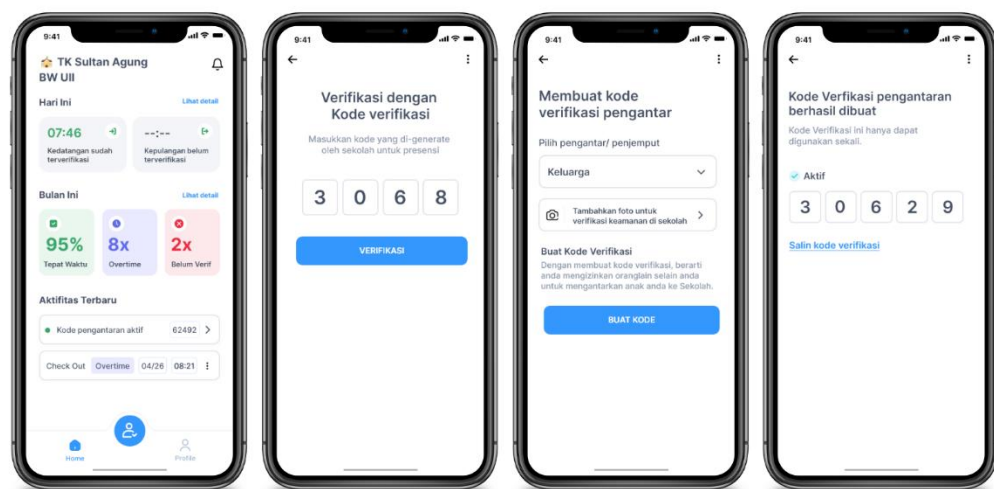 9:41
TK Sultan Agung
BW UII
Hari Ini
Lihat detail
07:46
Kedatangan sudah
terverifikasi
--:--
Kepulangan belum
terverifikasi
Bulan Ini
Lihat detail
95%
Tepat Waktu
8x
Overtime
2x
Belum Verif
Aktifitas Terbaru
Kode pengantaran aktif 62492
Check Out Overtime 04/26 08:21
Home
Profile
9:41
Verifikasi dengan
Kode verifikasi
Masukkan kode yang di-generate
oleh sekolah untuk presensi
3 0 6 8
VERIFIKASI
9:41
Membuat kode
verifikasi pengantar
Pilih pengantar/ penjemput
Keluarga
Tambahkan foto untuk
verifikasi keamanan di sekolah
Buat Kode Verifikasi
Dengan membuat kode verifikasi, berarti
anda mengizinkan oranglain selain anda
untuk mengantarkan anak anda ke Sekolah.
BUAT KODE
9:41
Kode Verfikasi pengantaran
berhasil dibuat
Kode Verifikasi ini hanya dapat
digunakan sekali.
Aktif
3 0 6 2 9
Salin kode verifikasi